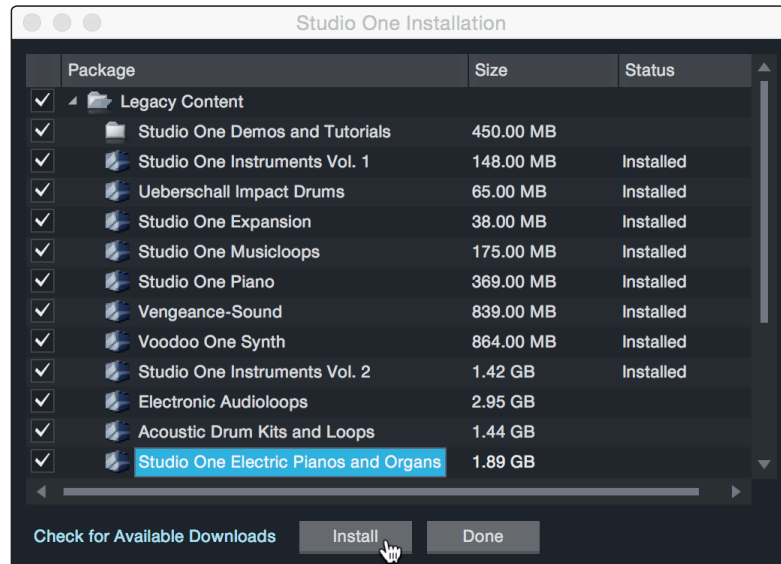 Studio One Installation
Package Size Status
Legacy Content
Studio One Demos and Tutorials 450.00 MB
Studio One Instruments Vol. 1 148.00 MB Installed
Ueberschall Impact Drums 65.00 MB Installed
Studio One Expansion 38.00 MB Installed
Studio One Musicloops 175.00 MB Installed
Studio One Piano 369.00 MB Installed
Vengeance-Sound 839.00 MB Installed
Voodoo One Synth 864.00 MB Installed
Studio One Instruments Vol. 2 1.42 GB Installed
Electronic Audioloops 2.95 GB
Acoustic Drum Kits and Loops 1.44 GB
Studio One Electric Pianos and Organs 1.89 GB
Check for Available Downloads Install Done